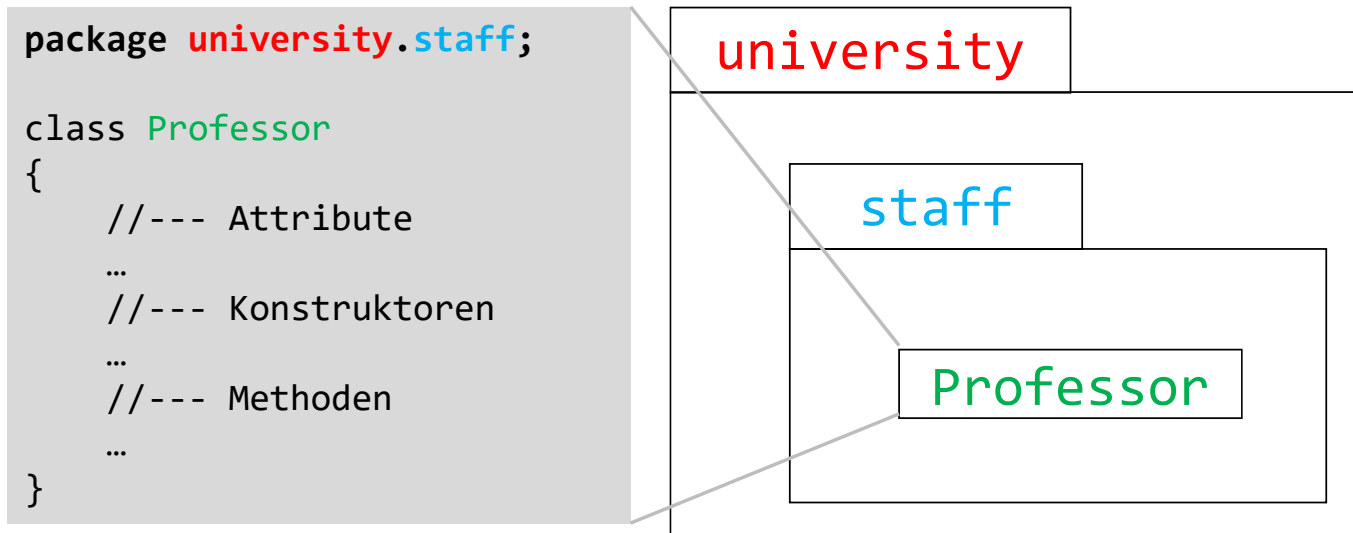 package university.staff;
class Professor
{
//--- Attribute
…
//--- Konstruktoren
…
//--- Methoden
…
}
university
staff
Professor